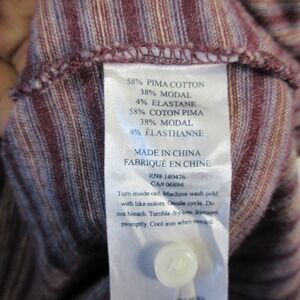 58% PIMA COTTON
38% MODAL
4% ELASTANE
58% COTON PIMA
38% MODAL
4% ÉLASTHANNE
MADE IN CHINA
FABRIQUÉ EN CHINE
RN# 140476
CA# 06894
Turn inside out. Machine wash cold
with like colors. Gentle cycle. Do
not bleach. Tumble dry low. Remove
promptly. Cool iron when needed.